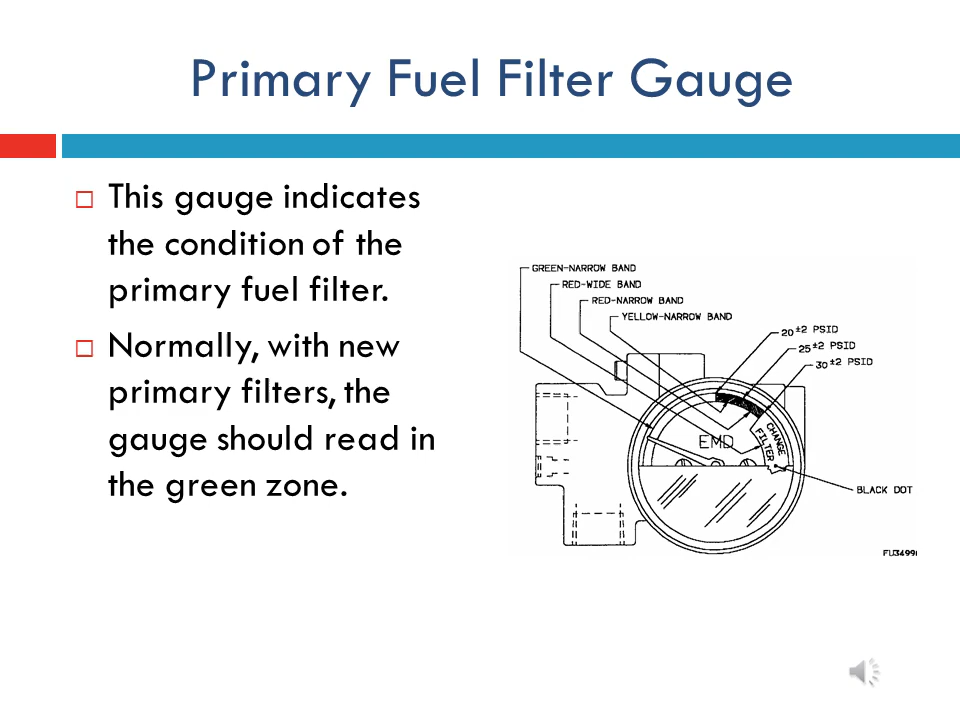 Primary Fuel Filter Gauge
This gauge indicates
the condition of the
primary fuel filter.
Normally, with new
primary filters, the
gauge should read in
the green zone.
GREEN-NARROW BAND
RED-WIDE BAND
RED-NARROW BAND
YELLOW-NARROW BAND
20 ±2 PSID
25 ±2 PSID
30 ±2 PSID
EMD
CHANGE
FILTER
BLACK DOT